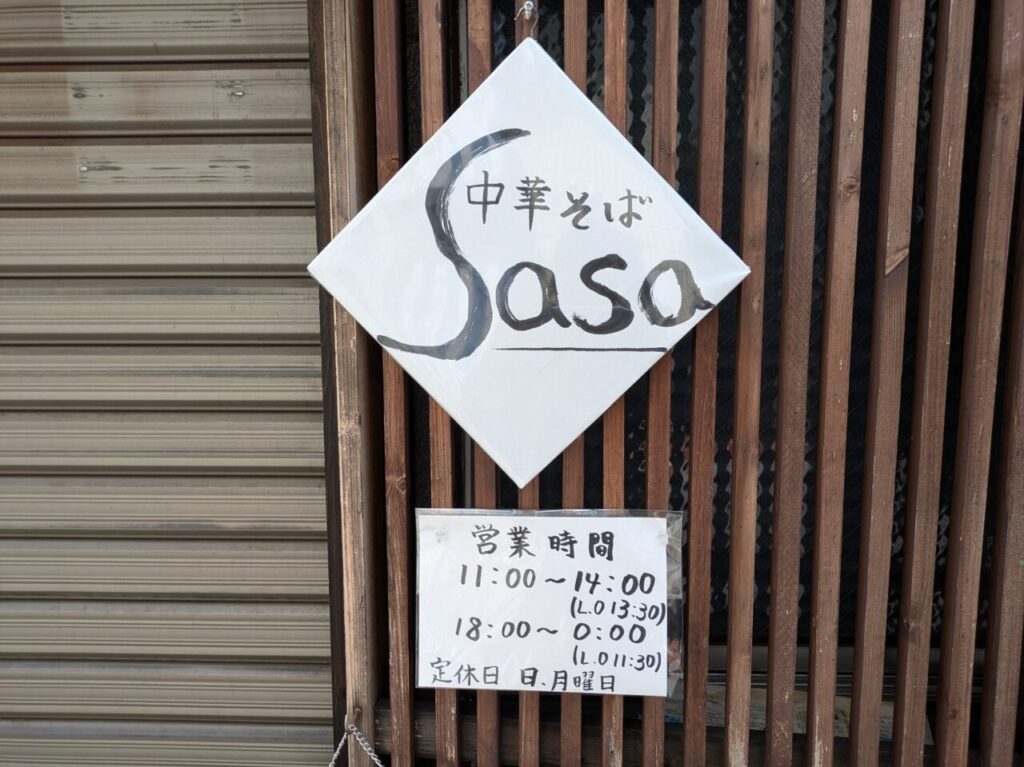 中華そば
Sasa
営業時間
11:00～14:00
(L.O 13:30)
18:00～0:00
(L.O 11:30)
定休日 日、月曜日